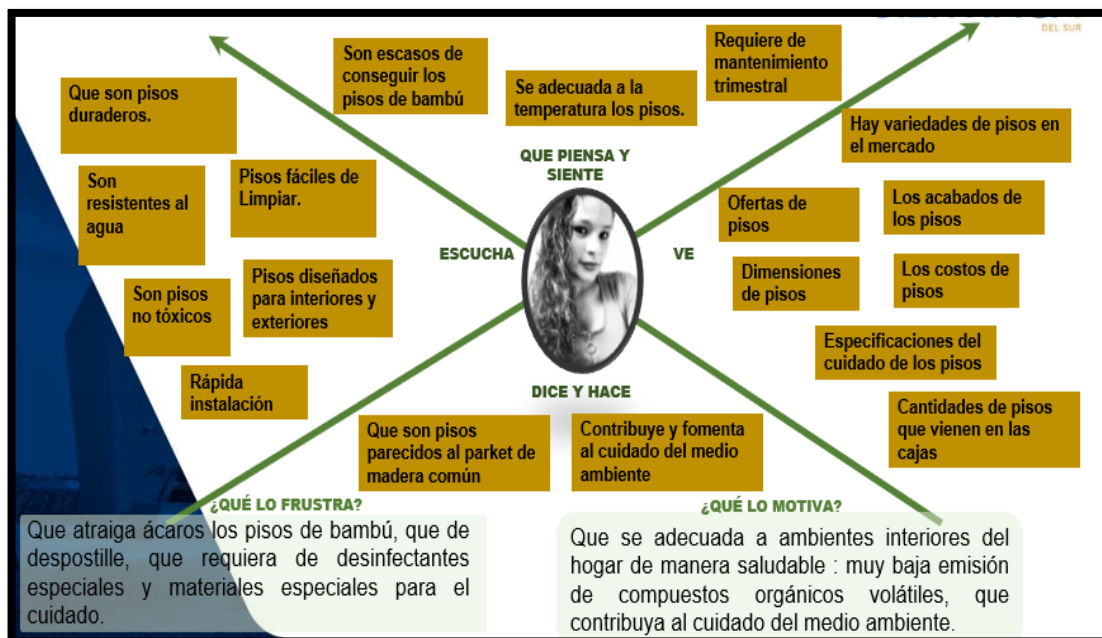 DEL SUR
Son escasos de
conseguir los
pisos de bambú
Se adecuada a la
temperatura los pisos.
Requiere de
mantenimiento
trimestral
Que son pisos
duraderos.
Hay variedades de pisos en
el mercado
QUE PIENSA Y
SIENTE
Son
resistentes al
agua
Pisos fáciles de
Limpiar.
Ofertas de
pisos
Los acabados de
los pisos
ESCUCHA
VE
Son pisos
no tóxicos
Pisos diseñados
para interiores y
exteriores
Dimensiones
de pisos
Los costos de
pisos
Especificaciones del
cuidado de los pisos
Rápida
instalación
DICE Y HACE
Cantidades de pisos
que vienen en las
cajas
Que son pisos
parecidos al parket de
madera común
Contribuye y fomenta
al cuidado del medio
ambiente
¿QUÉ LO FRUSTRA?
Que atraiga ácaros los pisos de bambú, que de
despostille, que requiera de desinfectantes
especiales y materiales especiales para el
cuidado.
¿QUÉ LO MOTIVA?
Que se adecuada a ambientes interiores del
hogar de manera saludable : muy baja emisión
de compuestos orgánicos volátiles, que
contribuya al cuidado del medio ambiente.